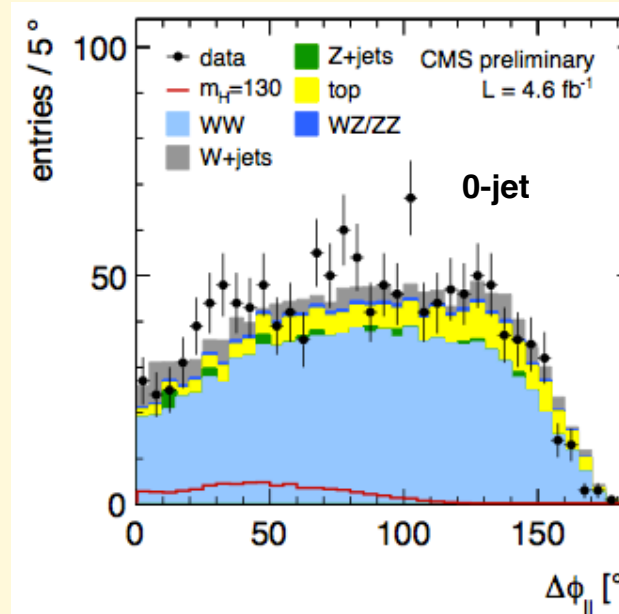 entries / 5 °
100
50
0
data
m_H=130
WW
W+jets
Z+jets
top
WZ/ZZ
CMS preliminary
L = 4.6 fb⁻¹
0-jet
0 50 100 150
Δϕ_ll [°